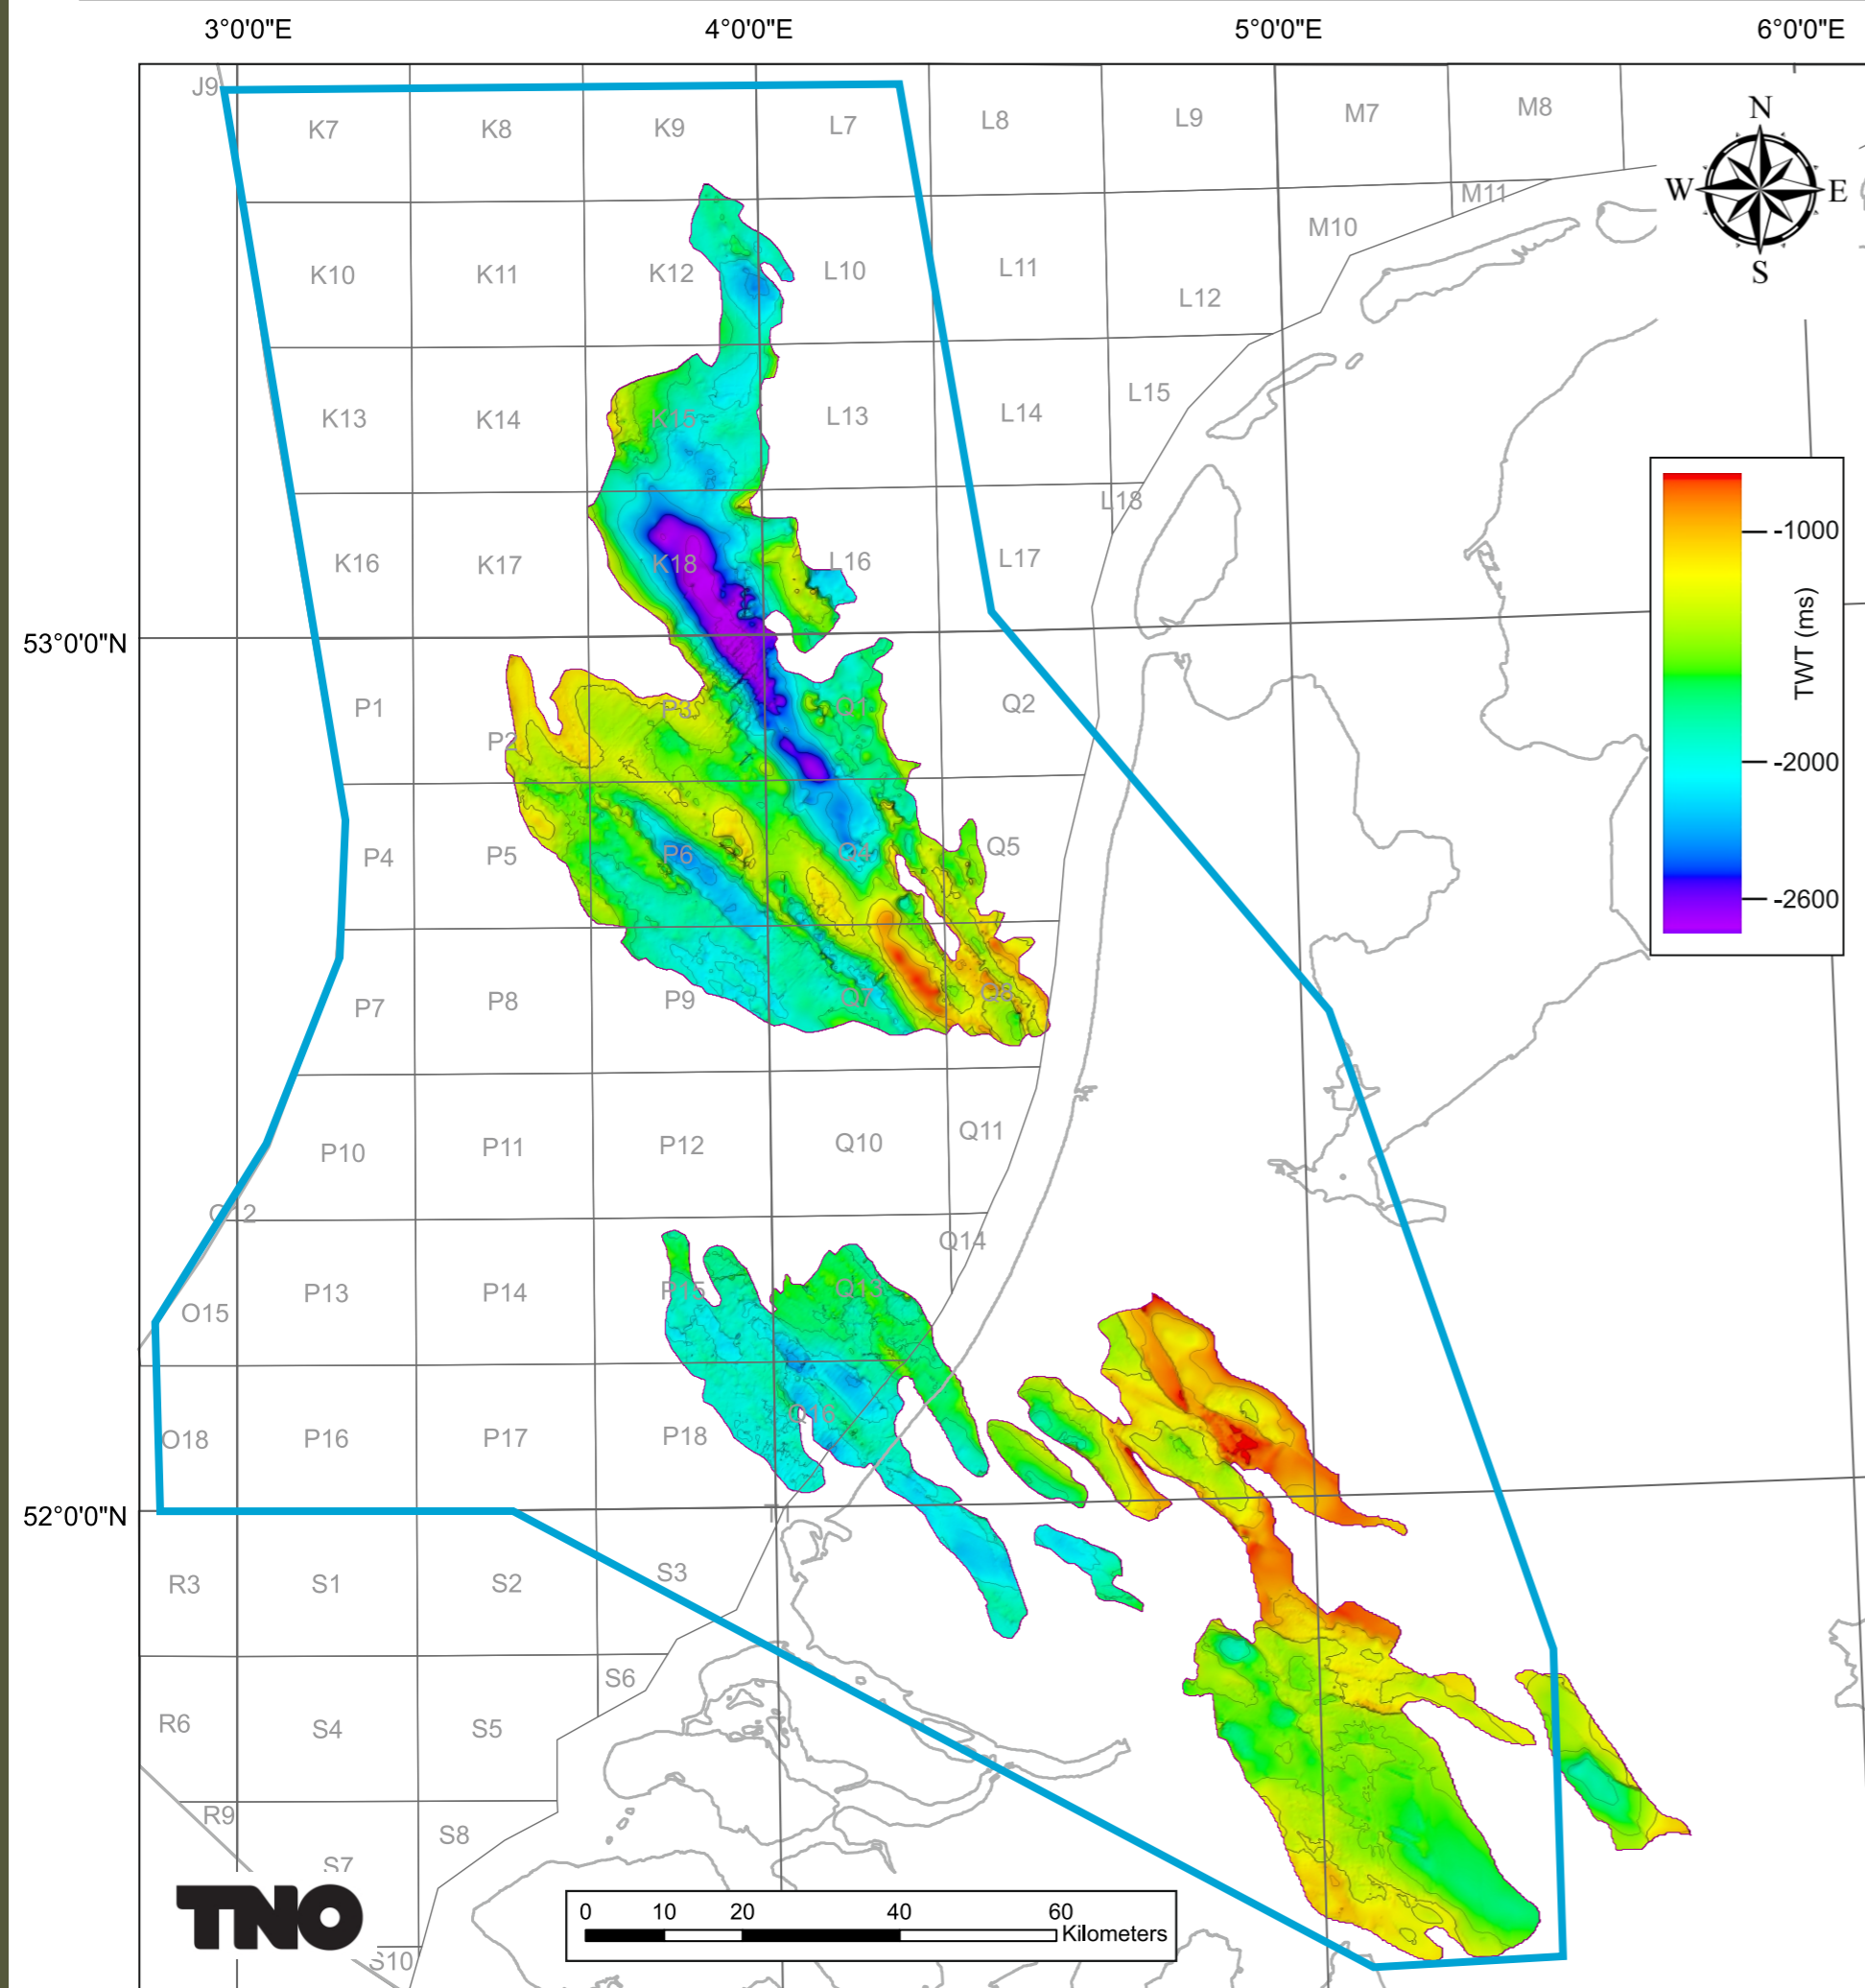 3°0'0"E 4°0'0"E 5°0'0"E 6°0'0"E
J9 K7 K8 K9 L7 L8 L9 M7 M8
N
W E
S
M11
M10
K10 K11 K12 L10 L11 L12
K13 K14 K15 L13 L14 L15
L18
K16 K17 K18 L16 L17
53°0'0"N
P1 P2 P3 Q1 Q2
P4 P5 P6 Q4 Q5
P7 P8 P9 Q7 Q8
P10 P11 P12 Q10 Q11
Q14
O15 P13 P14 P15 Q13
O18 P16 P17 P18 Q16
52°0'0"N
R3 S1 S2 S3
S6
R6 S4 S5
R9 S8
S7
S10
-1000
-2000
-2600
TWT (ms)
TNO
0 10 20 40 60
Kilometers